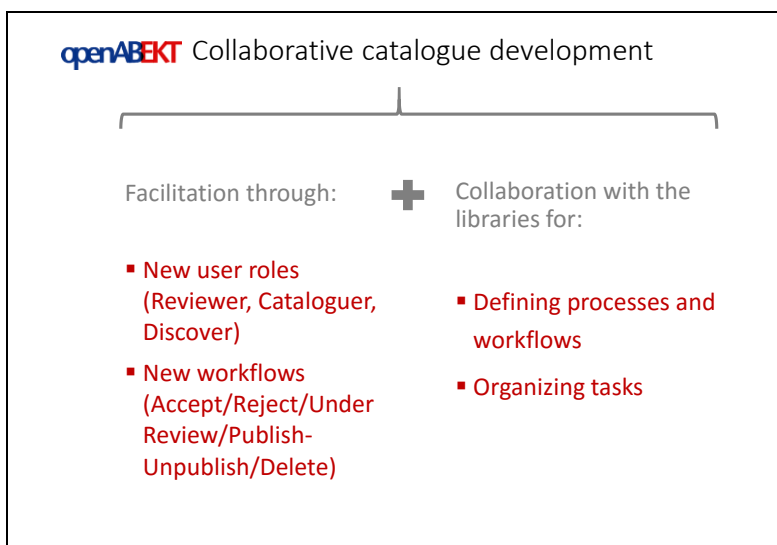 openABEKT Collaborative catalogue development
Facilitation through:
▪ New user roles
(Reviewer, Cataloguer,
Discover)
▪ New workflows
(Accept/Reject/Under
Review/Publish-
Unpublish/Delete)
Collaboration with the
libraries for:
▪ Defining processes and
workflows
▪ Organizing tasks